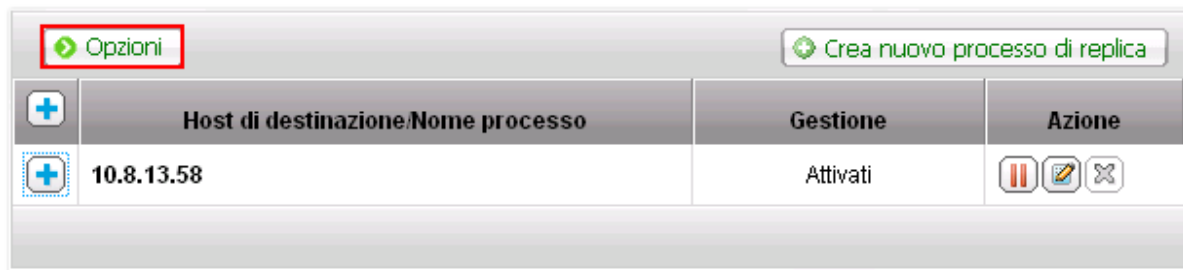 Opzioni
Crea nuovo processo di replica
Host di destinazione/Nome processo Gestione Azione
10.8.13.58 Attivati